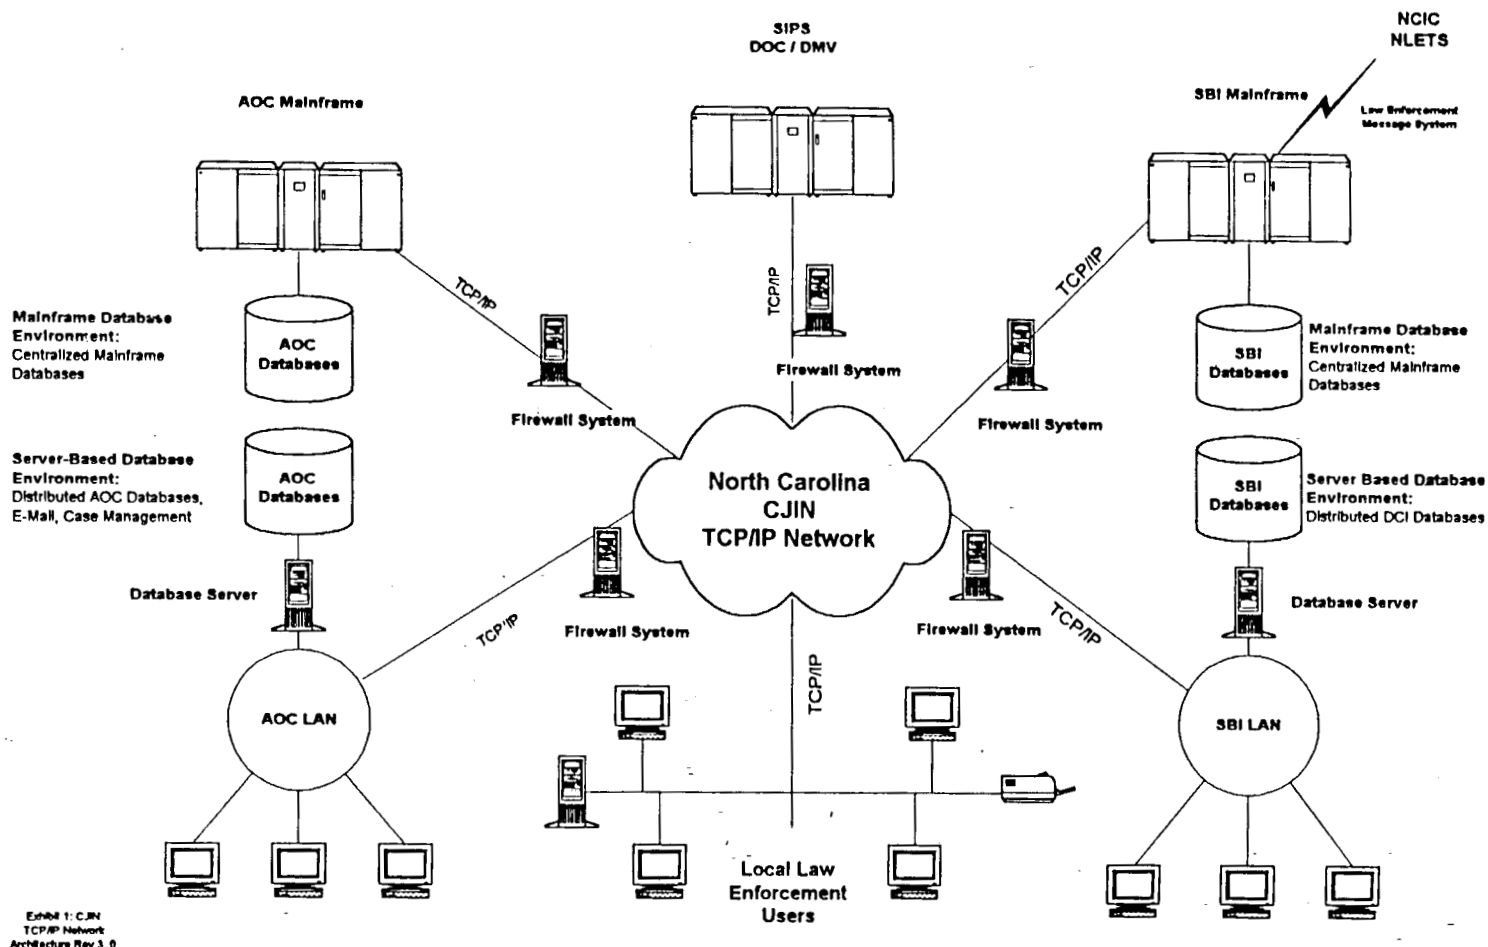 SIPS
DOC / DMV
NCIC
NLETS
AOC Mainframe
SBI Mainframe
Law Enforcement
Message System
TCP/IP
TCP/IP
TCP/IP
Mainframe Database
Environment:
Centralized Mainframe
Databases
AOC
Databases
SBI
Databases
Mainframe Database
Environment:
Centralized Mainframe
Databases
Firewall System
Firewall System
Firewall System
Server-Based Database
Environment:
Distributed AOC Databases,
E-Mail, Case Management
AOC
Databases
North Carolina
CJIN
TCP/IP Network
SBI
Databases
Server Based Database
Environment:
Distributed DCI Databases
Database Server
TCP'IP
Firewall System
Firewall System
TCP/IP
Database Server
TCP/IP
AOC LAN
SBI LAN
Local Law
Enforcement
Users
Exhibit 1: CJIN
TCP/IP Network
Architecture Rev 3.0